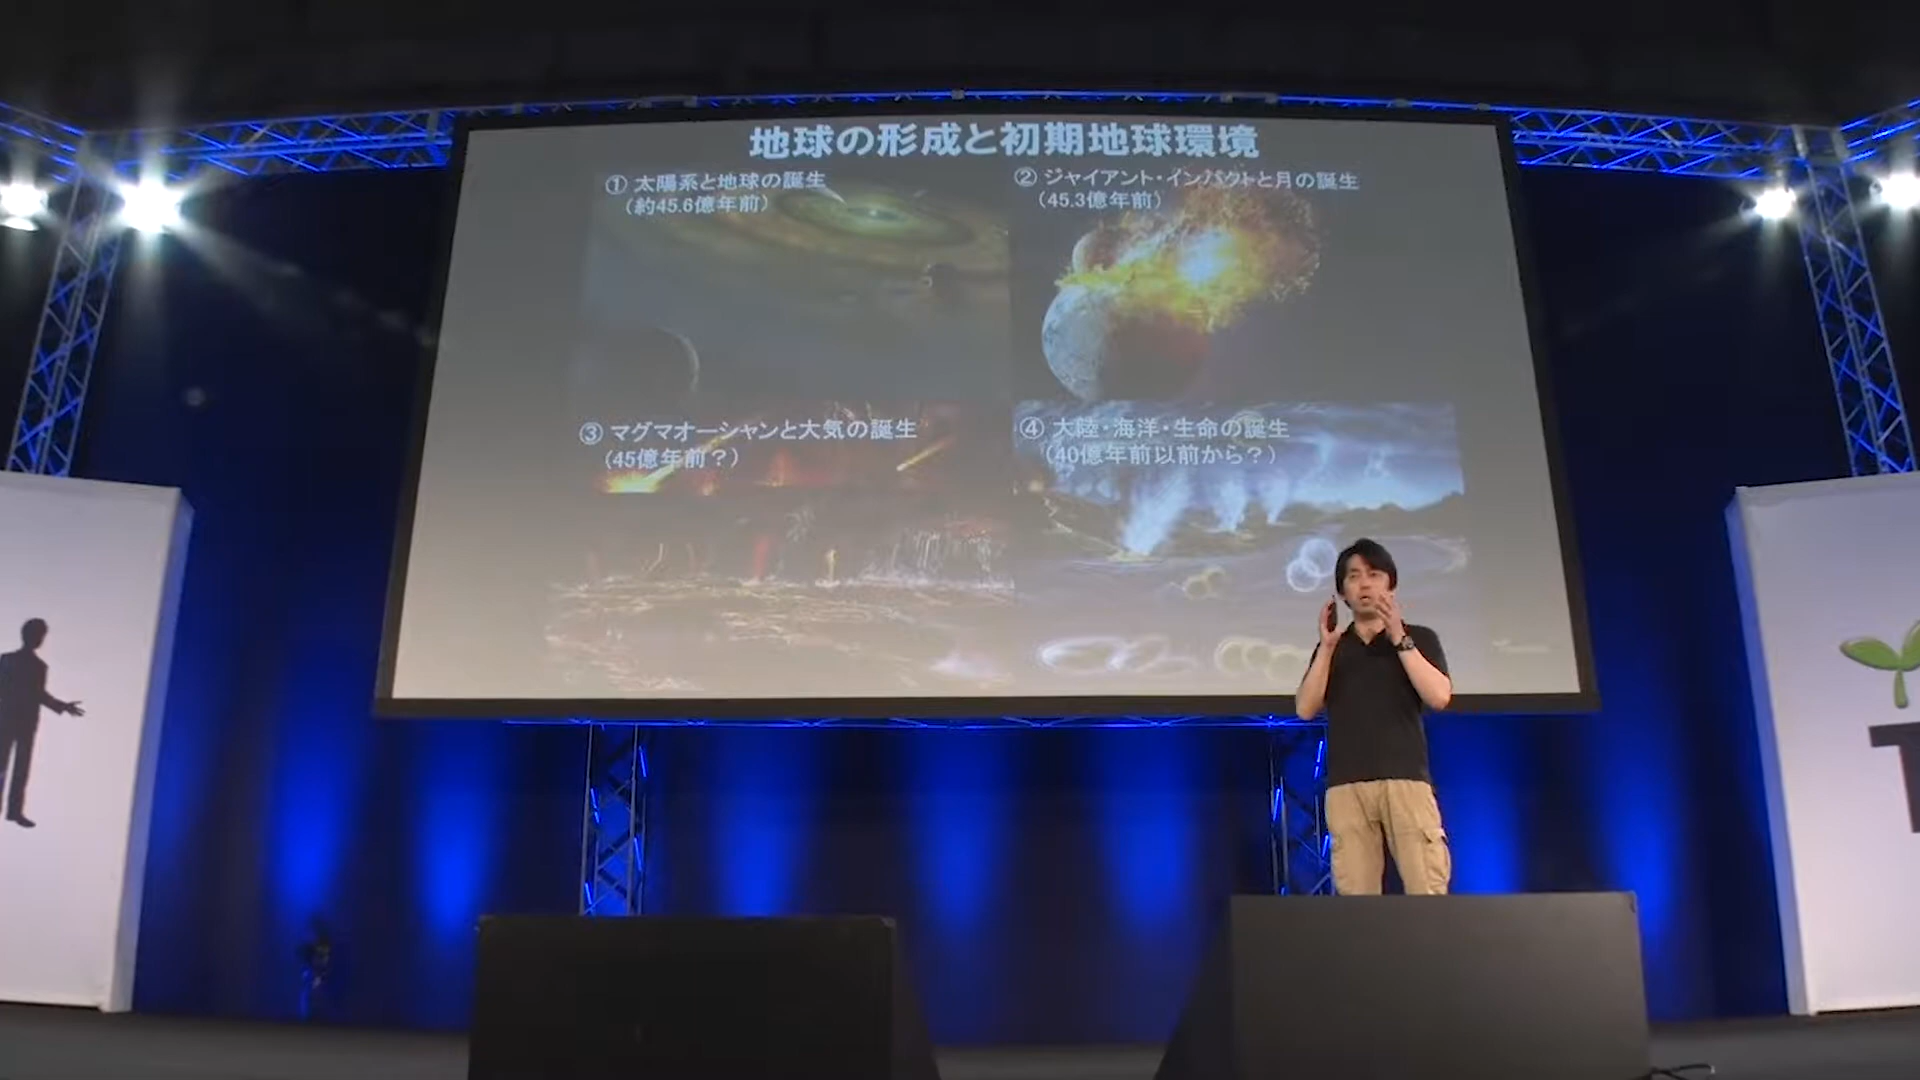 地球の形成と初期地球環境
① 太陽系と地球の誕生
（約45.6億年前）
② ジャイアント・インパクトと月の誕生
（45.3億年前）
③ マグマオーシャンと大気の誕生
（45億年前？）
④ 大陸・海洋・生命の誕生
（40億年前以前から？）